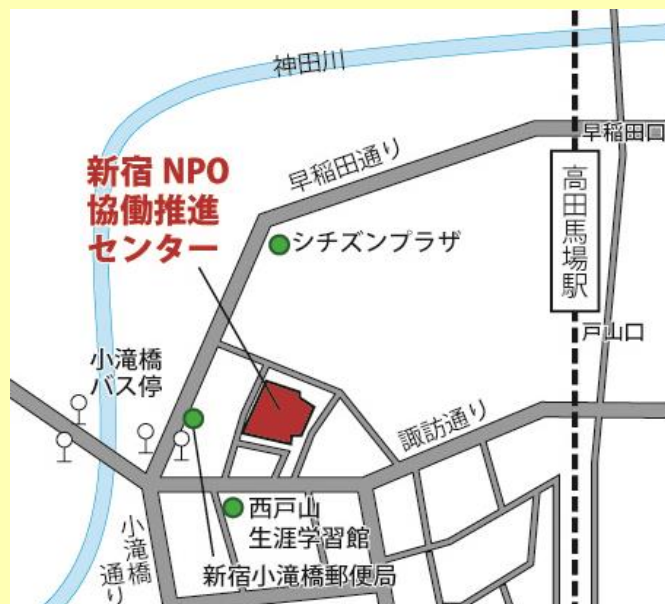 神田川
早稲田口
早稲田通り
新宿 NPO
協働推進
センター
高田馬場駅
シチズンプラザ
戸山口
小滝橋
バス停
諏訪通り
西戸山
生涯学習館
小滝橋
通り
新宿小滝橋郵便局